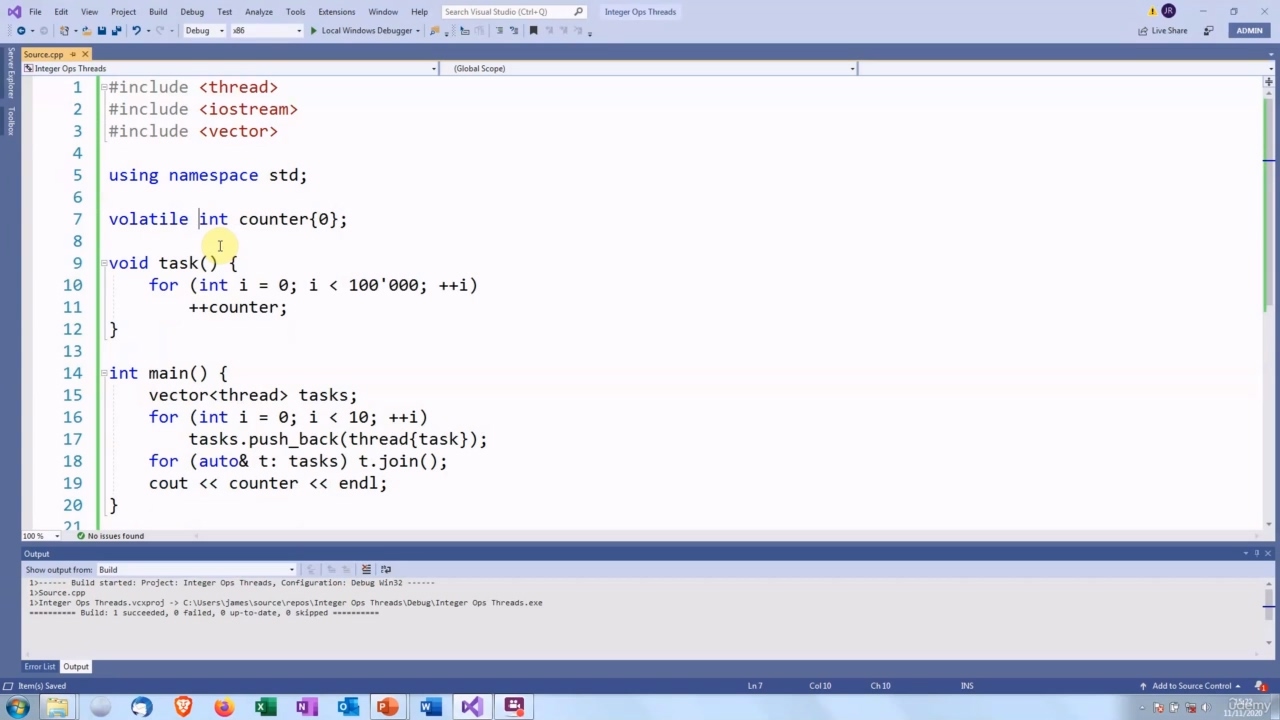 File Edit View Project Build Debug Test Analyze Tools Extensions Window Help Search Visual Studio (Ctrl+Q) Integer Ops Threads JR
Debug x86 Local Windows Debugger Live Share ADMIN
Source.cpp
Integer Ops Threads (Global Scope)
Server Explorer
Toolbox
1 #include <thread>
2 #include <iostream>
3 #include <vector>
4
5 using namespace std;
6
7 volatile int counter{0};
8
9 void task() {
10 for (int i = 0; i < 100'000; ++i)
11 ++counter;
12 }
13
14 int main() {
15 vector<thread> tasks;
16 for (int i = 0; i < 10; ++i)
17 tasks.push_back(thread{task});
18 for (auto& t: tasks) t.join();
19 cout << counter << endl;
20 }
21
100 % No issues found
Output
Show output from: Build
1>------ Build started: Project: Integer Ops Threads, Configuration: Debug Win32 ------
1>Source.cpp
1>Integer Ops Threads.vcxproj -> C:\Users\james\source\repos\Integer Ops Threads\Debug\Integer Ops Threads.exe
========== Build: 1 succeeded, 0 failed, 0 up-to-date, 0 skipped ==========
Error List Output
Item(s) Saved Ln 7 Col 10 Ch 10 INS Add to Source Control 1
udemy
11/11/2020